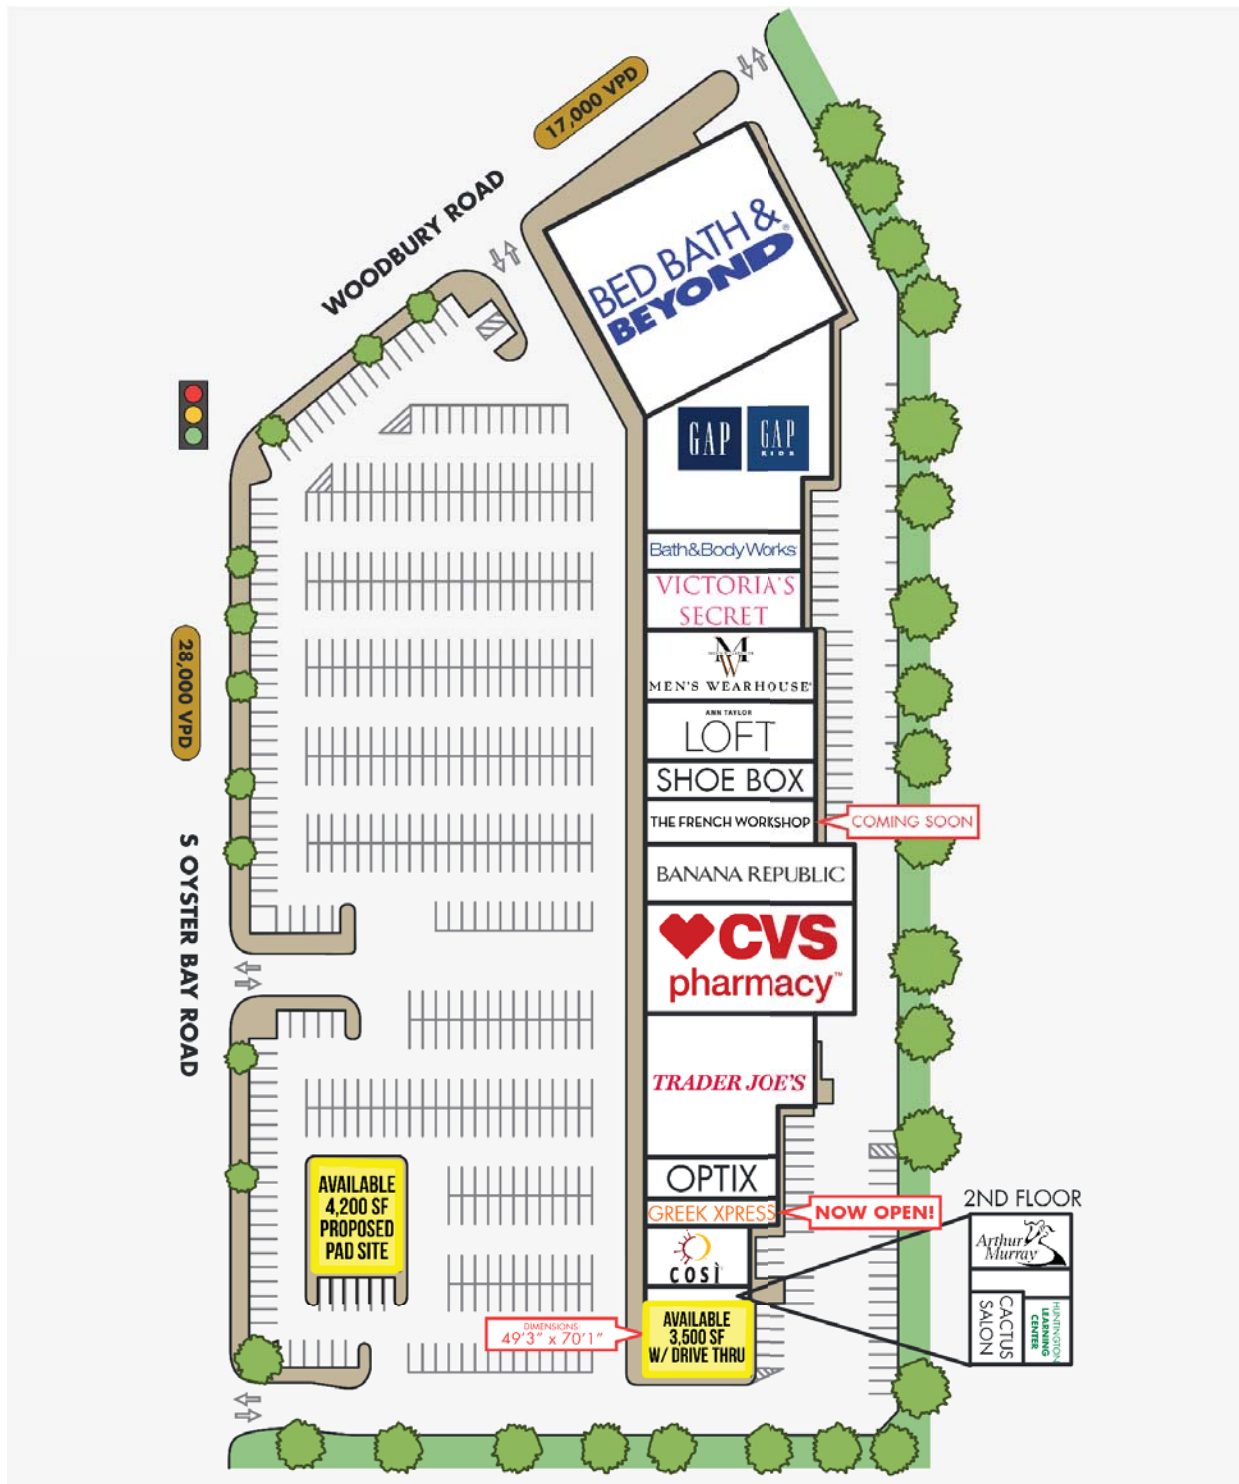 17,000 VPD
WOODBURY ROAD
BED BATH &
BEYOND
GAP
GAP
KIDS
Bath&BodyWorks
VICTORIA'S
SECRET
28,000 VPD
MW
MEN'S WEARHOUSE®
ANN TAYLOR
LOFT
SHOE BOX
THE FRENCH WORKSHOP
COMING SOON
S OYSTER BAY ROAD
BANANA REPUBLIC
CVS
pharmacy™
TRADER JOE'S
AVAILABLE
4,200 SF
PROPOSED
PAD SITE
OPTIX
GREEK XPRESS
NOW OPEN!
2ND FLOOR
Arthur
Murray
COSÌ
CACTUS
SALON
HUNTINGTON
LEARNING
CENTER
DIMENSIONS:
49'3" x 70'1"
AVAILABLE
3,500 SF
W/ DRIVE THRU